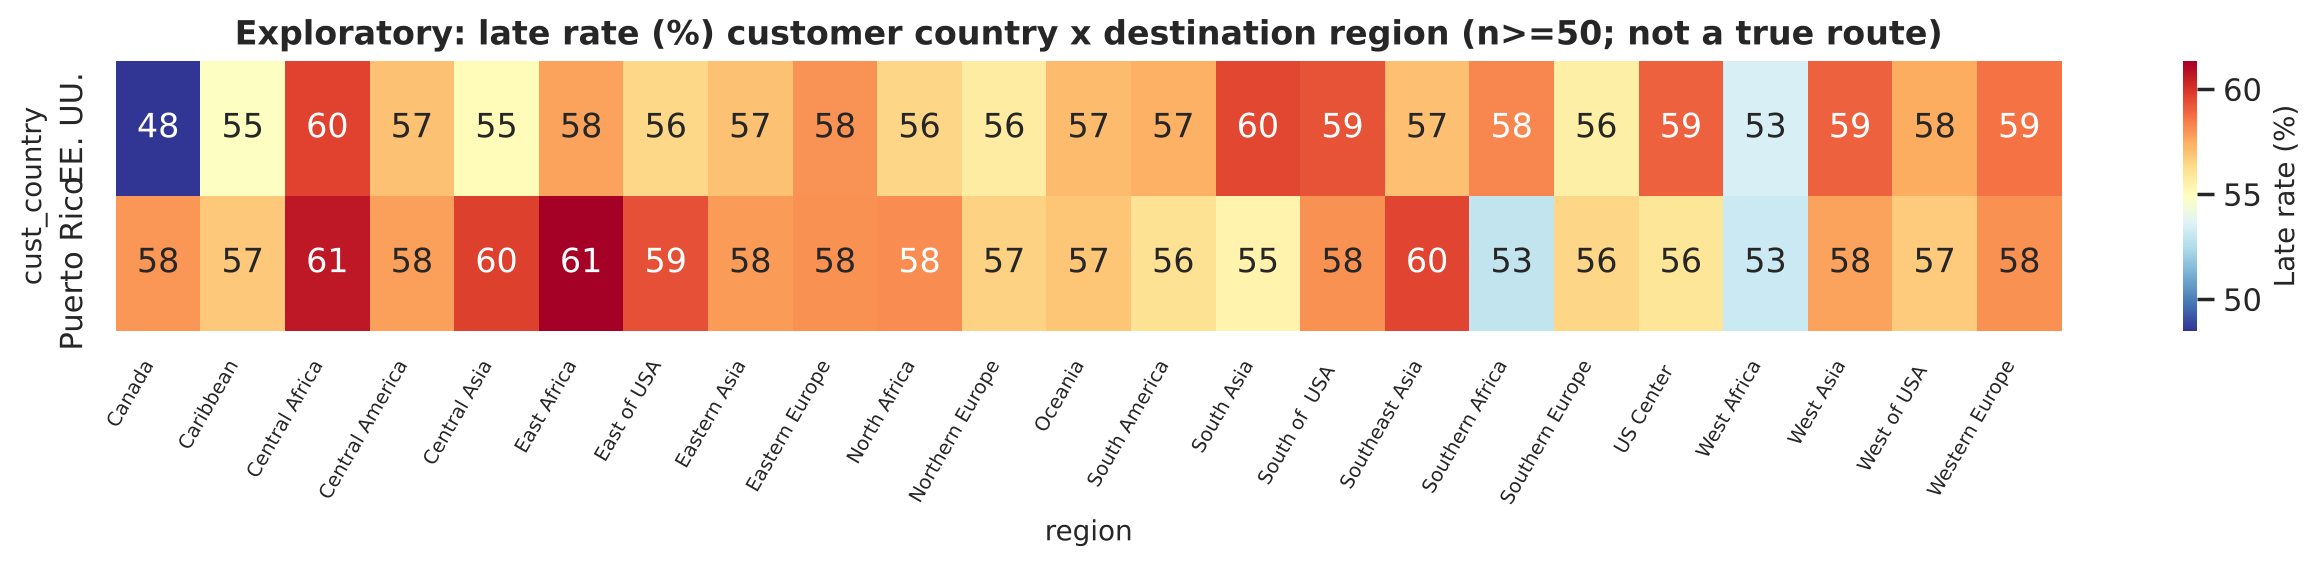 Exploratory: late rate (%) customer country x destination region (n>=50; not a true route)
cust_country
EE. UU.
48 55 60 57 55 58 56 57 58 56 56 57 57 60 59 57 58 56 59 53 59 58 59
Puerto Rico
58 57 61 58 60 61 59 58 58 58 57 57 56 55 58 60 53 56 56 53 58 57 58
Canada
Caribbean
Central Africa
Central America
Central Asia
East Africa
East of USA
Eastern Asia
Eastern Europe
North Africa
Northern Europe
Oceania
South America
South Asia
South of  USA
Southeast Asia
Southern Africa
Southern Europe
US Center
West Africa
West Asia
West of USA
Western Europe
region
60
55
50
Late rate (%)